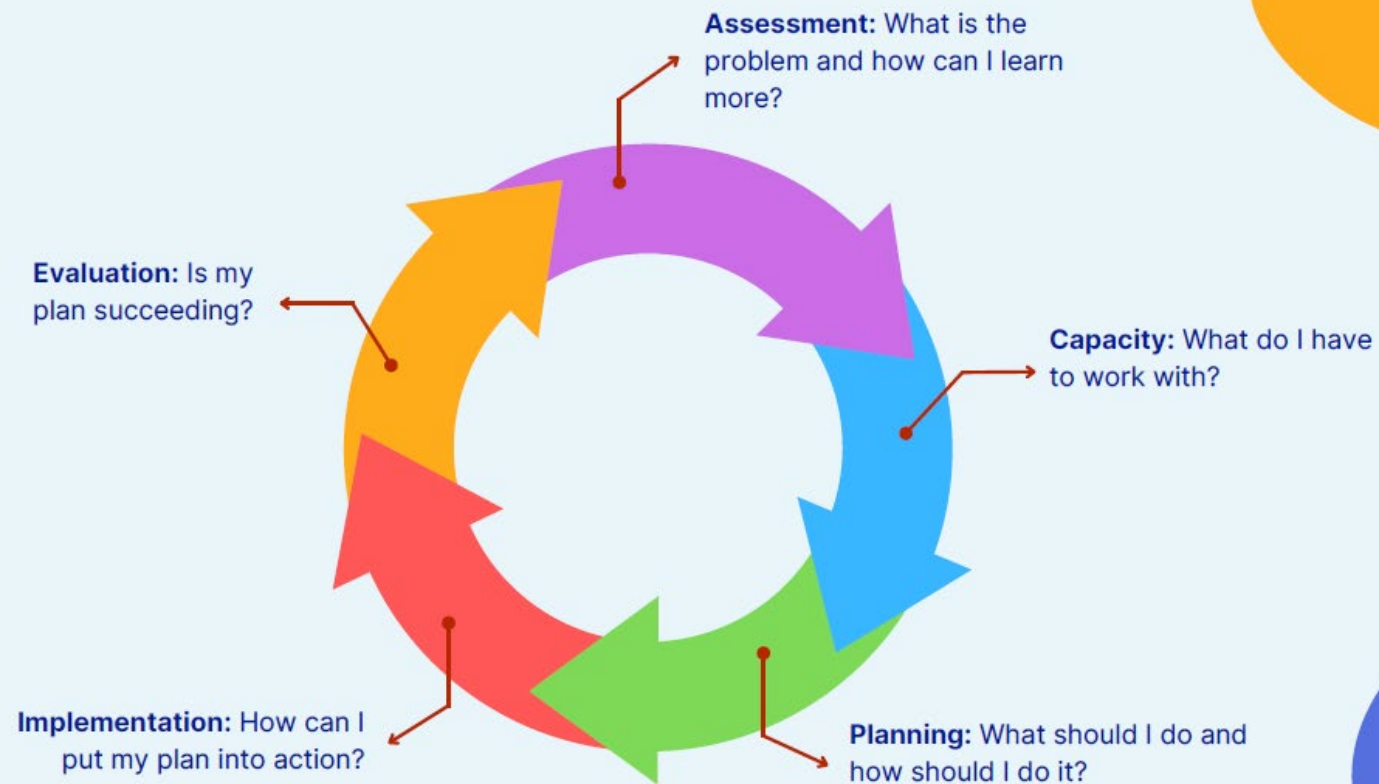 Assessment: What is the
problem and how can I learn
more?
Capacity: What do I have
to work with?
Planning: What should I do and
how should I do it?
Implementation: How can I
put my plan into action?
Evaluation: Is my
plan succeeding?